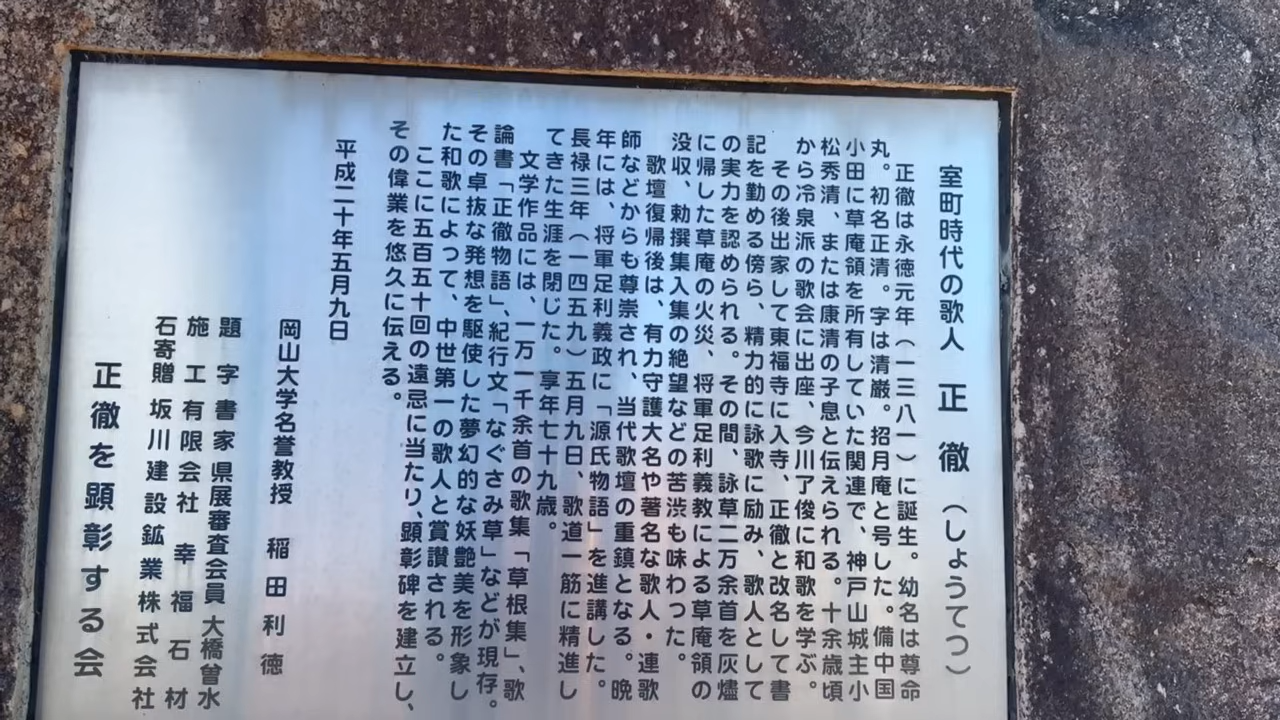 室町時代の歌人　正　徹（しょうてつ）
正徹は永徳元年（一三八一）に誕生。幼名は尊命
丸。初名正清。字は清巌。招月庵と号した。備中国
小田に草庵領を所有していた関連で、神戸山城主小
松秀清、または康清の子息と伝えられる。十余歳頃
から冷泉派の歌会に出座、今川了俊に和歌を学ぶ。
その後出家して東福寺に入寺、正徹と改名して書
記を勤める傍ら、精力的に詠歌に励み、歌人として
の実力を認められる。その間、詠草二万余首を灰燼
に帰した草庵の火災、将軍足利義教による草庵領の
没収、勅撰集入集の絶望などの苦渋も味わった。
歌壇復帰後は、有力守護大名や著名な歌人・連歌
師などからも尊崇され、当代歌壇の重鎮となる。晩
年には、将軍足利義政に「源氏物語」を進講した。
長禄三年（一四五九）五月九日、歌道一筋に精進し
てきた生涯を閉じた。享年七十九歳。
文学作品には、一万一千余首の歌集「草根集」、歌
論書「正徹物語」、紀行文「なぐさみ草」などが現存。
その卓抜な発想を駆使した夢幻的な妖艶美を形象し
た和歌によって、中世第一の歌人と賞讃される。
ここに五百五十回の遠忌に当たり、顕彰碑を建立し、
その偉業を悠久に伝える。
平成二十年五月九日
岡山大学名誉教授　稲田利徳
題字　書家県展審査会員　大橋曽水
施工　有限会社　幸福石材
石寄贈　坂川建設鉱業株式会社
正徹を顕彰する会